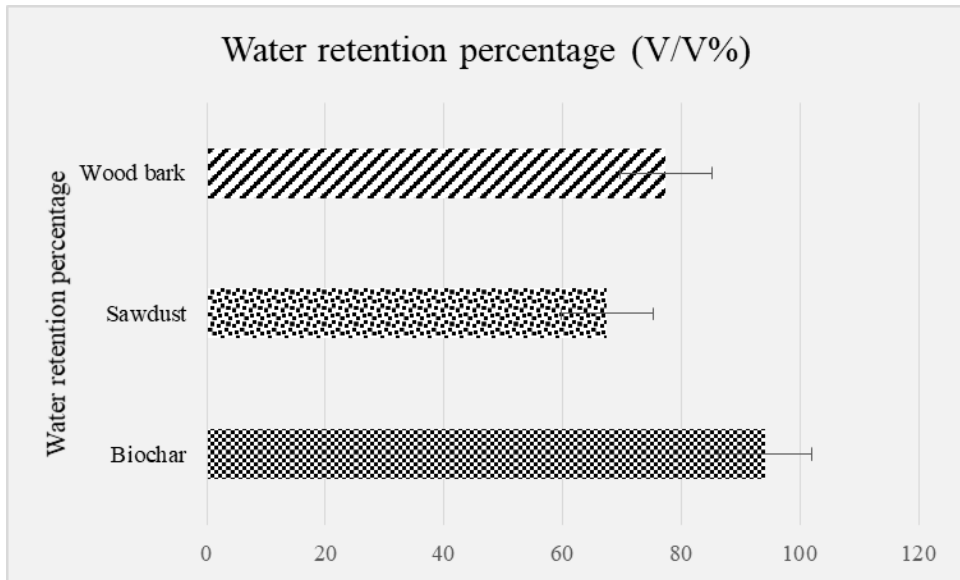 Water retention percentage (V/V%)
Water retention percentage
Wood bark
Sawdust
Biochar
0 20 40 60 80 100 120